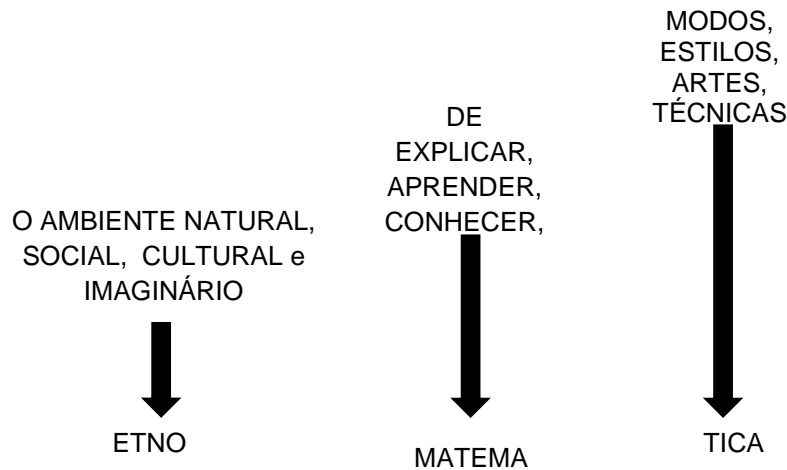 MODOS,
ESTILOS,
ARTES,
TÉCNICAS
DE
EXPLICAR,
APRENDER,
CONHECER,
O AMBIENTE NATURAL,
SOCIAL, CULTURAL e
IMAGINÁRIO
ETNO
MATEMA
TICA